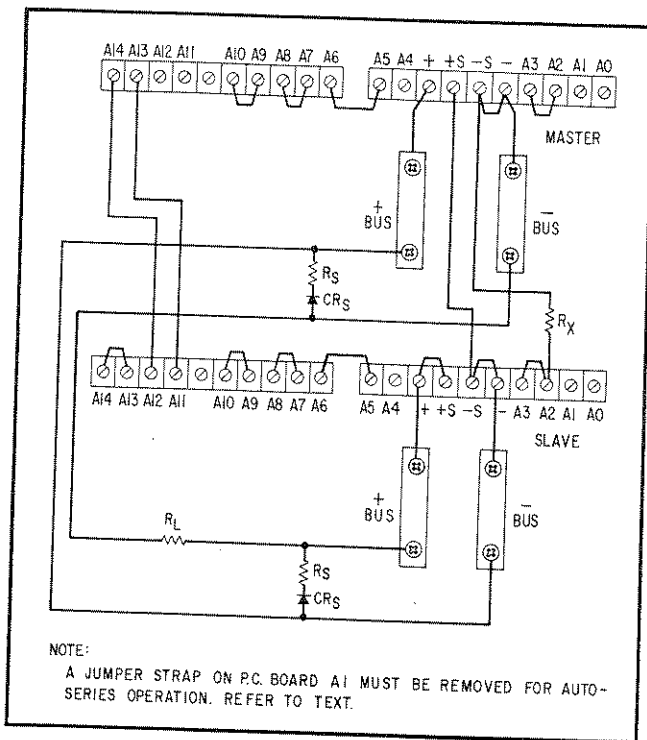 A14 A13 A12 A11 A10 A9 A8 A7 A6 A5 A4 + +S -S - A3 A2 A1 A0
MASTER
+
BUS
-
BUS
RS
CRS
RX
A14 A13 A12 A11 A10 A9 A8 A7 A6 A5 A4 + +S -S - A3 A2 A1 A0
SLAVE
+
BUS
-
BUS
RL
RS
CRS
NOTE:
A JUMPER STRAP ON P.C. BOARD A1 MUST BE REMOVED FOR AUTO-
SERIES OPERATION. REFER TO TEXT.